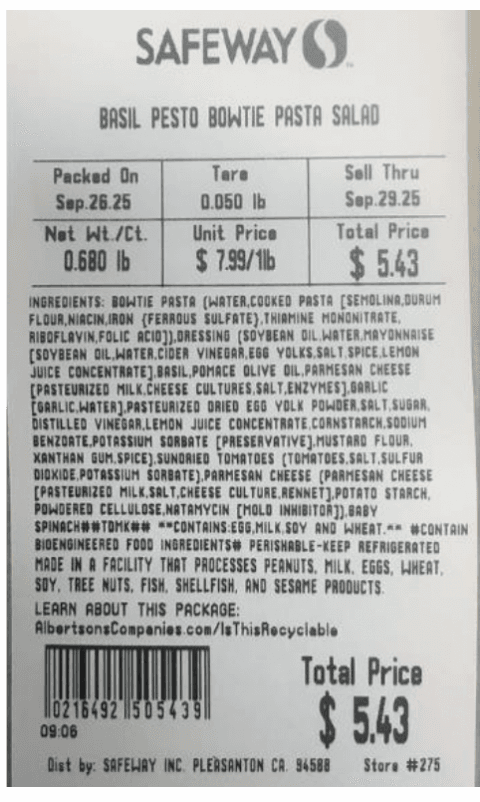 SAFEWAY
BASIL PESTO BOWTIE PASTA SALAD
Packed On Tare Sell Thru
Sep.26.25 0.050 lb Sep.29.25
Net Wt./Ct. Unit Price Total Price
0.680 lb $ 7.99/1lb $ 5.43
INGREDIENTS: BOWTIE PASTA (WATER,COOKED PASTA [SEMOLINA,DURUM
FLOUR,NIACIN,IRON {FERROUS SULFATE},THIAMINE MONONITRATE,
RIBOFLAVIN,FOLIC ACID]),DRESSING (SOYBEAN OIL,WATER,MAYONNAISE
[SOYBEAN OIL,WATER,CIDER VINEGAR,EGG YOLKS,SALT,SPICE,LEMON
JUICE CONCENTRATE],BASIL,POMACE OLIVE OIL,PARMESAN CHEESE
[PASTEURIZED MILK,CHEESE CULTURES,SALT,ENZYMES],GARLIC
[GARLIC,WATER],PASTEURIZED DRIED EGG YOLK POWDER,SALT,SUGAR,
DISTILLED VINEGAR,LEMON JUICE CONCENTRATE,CORNSTARCH,SODIUM
BENZOATE,POTASSIUM SORBATE [PRESERVATIVE],MUSTARD FLOUR,
XANTHAN GUM,SPICE),SUNDRIED TOMATOES (TOMATOES,SALT,SULFUR
DIOXIDE,POTASSIUM SORBATE),PARMESAN CHEESE (PARMESAN CHEESE
[PASTEURIZED MILK,SALT,CHEESE CULTURE,RENNET],POTATO STARCH,
POWDERED CELLULOSE,NATAMYCIN [MOLD INHIBITOR]),BABY
SPINACH##TDMK## **CONTAINS:EGG,MILK,SOY AND WHEAT.** #CONTAIN
BIOENGINEERED FOOD INGREDIENTS# PERISHABLE-KEEP REFRIGERATED
MADE IN A FACILITY THAT PROCESSES PEANUTS, MILK, EGGS, WHEAT,
SOY, TREE NUTS, FISH, SHELLFISH, AND SESAME PRODUCTS.
LEARN ABOUT THIS PACKAGE:
AlbertsonsCompanies.com/IsThisRecyclable
0216492 505439
09:06
Total Price
$ 5.43
Dist by: SAFEWAY INC. PLEASANTON CA. 94588 Store #275